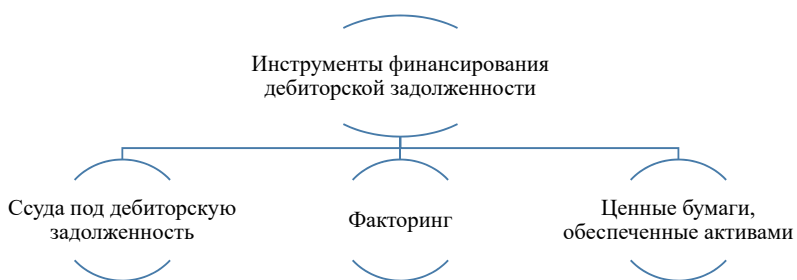 Инструменты финансирования
дебиторской задолженности
Ссуда под дебиторскую
задолженность
Факторинг
Ценные бумаги,
обеспеченные активами